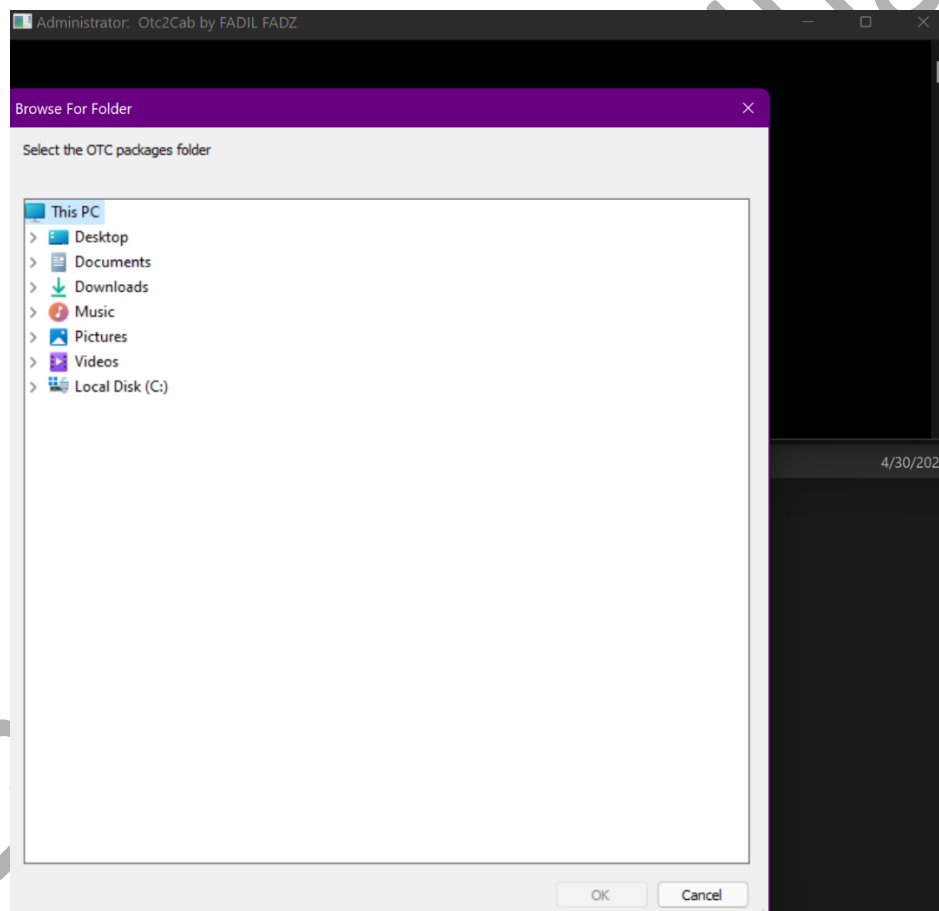 Administrator: Otc2Cab by FADIL FADZ
Browse For Folder
Select the OTC packages folder
This PC
Desktop
Documents
Downloads
Music
Pictures
Videos
Local Disk (C:)
4/30/202
OK
Cancel